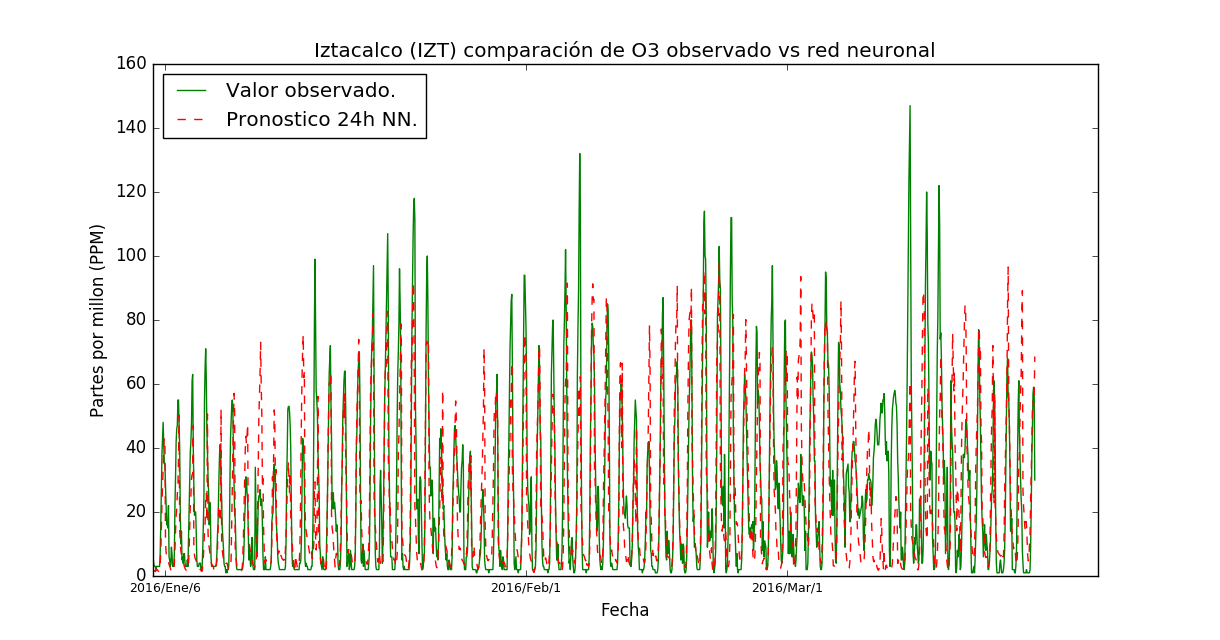 Iztacalco (IZT) comparación de O3 observado vs red neuronal
160
140
120
100
80
60
40
20
0
Partes por millon (PPM)
Valor observado.
Pronostico 24h NN.
2016/Ene/6
2016/Feb/1
2016/Mar/1
Fecha